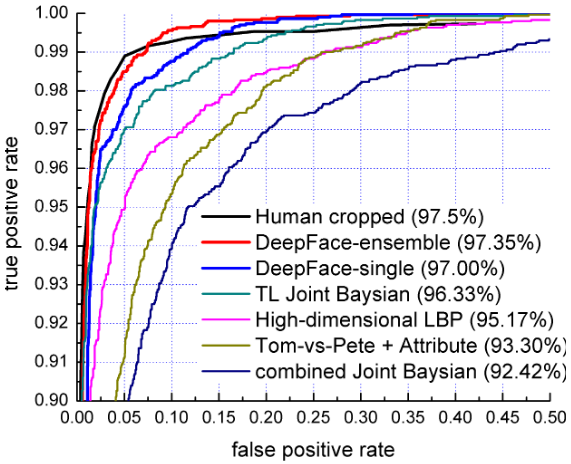 1.00
0.99
0.98
0.97
0.96
0.95
0.94
0.93
0.92
0.91
0.90
true positive rate
Human cropped (97.5%)
DeepFace-ensemble (97.35%)
DeepFace-single (97.00%)
TL Joint Baysian (96.33%)
High-dimensional LBP (95.17%)
Tom-vs-Pete + Attribute (93.30%)
combined Joint Baysian (92.42%)
0.00 0.05 0.10 0.15 0.20 0.25 0.30 0.35 0.40 0.45 0.50
false positive rate